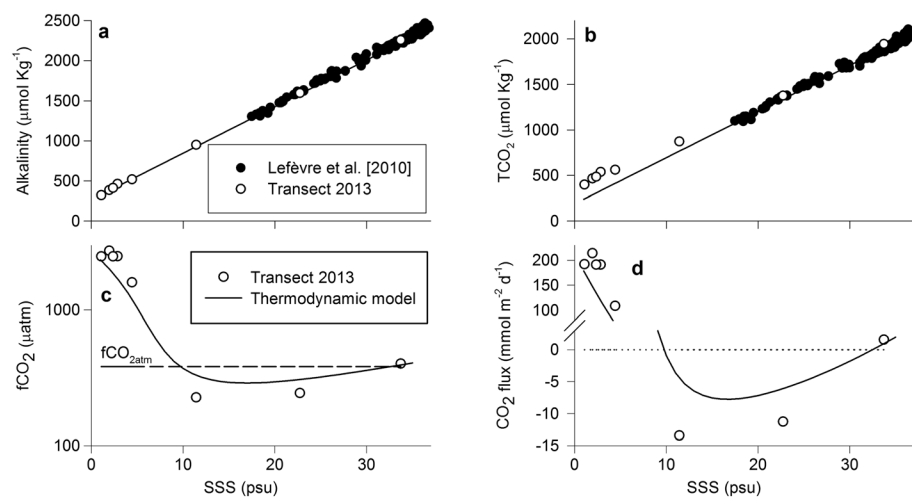 a
Alkalinity (μmol Kg⁻¹)
2500
2000
1500
1000
500
0
Lefèvre et al. [2010]
Transect 2013
b
TCO₂ (μmol Kg⁻¹)
2000
1500
1000
500
0
c
fCO₂ (μatm)
1000
100
fCO₂atm
Transect 2013
Thermodynamic model
0 10 20 30
SSS (psu)
d
CO₂ flux (mmol m⁻² d⁻¹)
200
150
100
50
0
-5
-10
-15
0 10 20 30
SSS (psu)